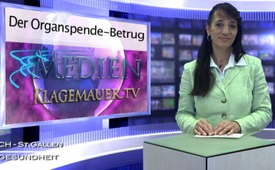 Der Organspende-Betrug
MEDIEN
KLAGEMAUER.TV
CH - ST.GALLEN
GESUNDHEIT